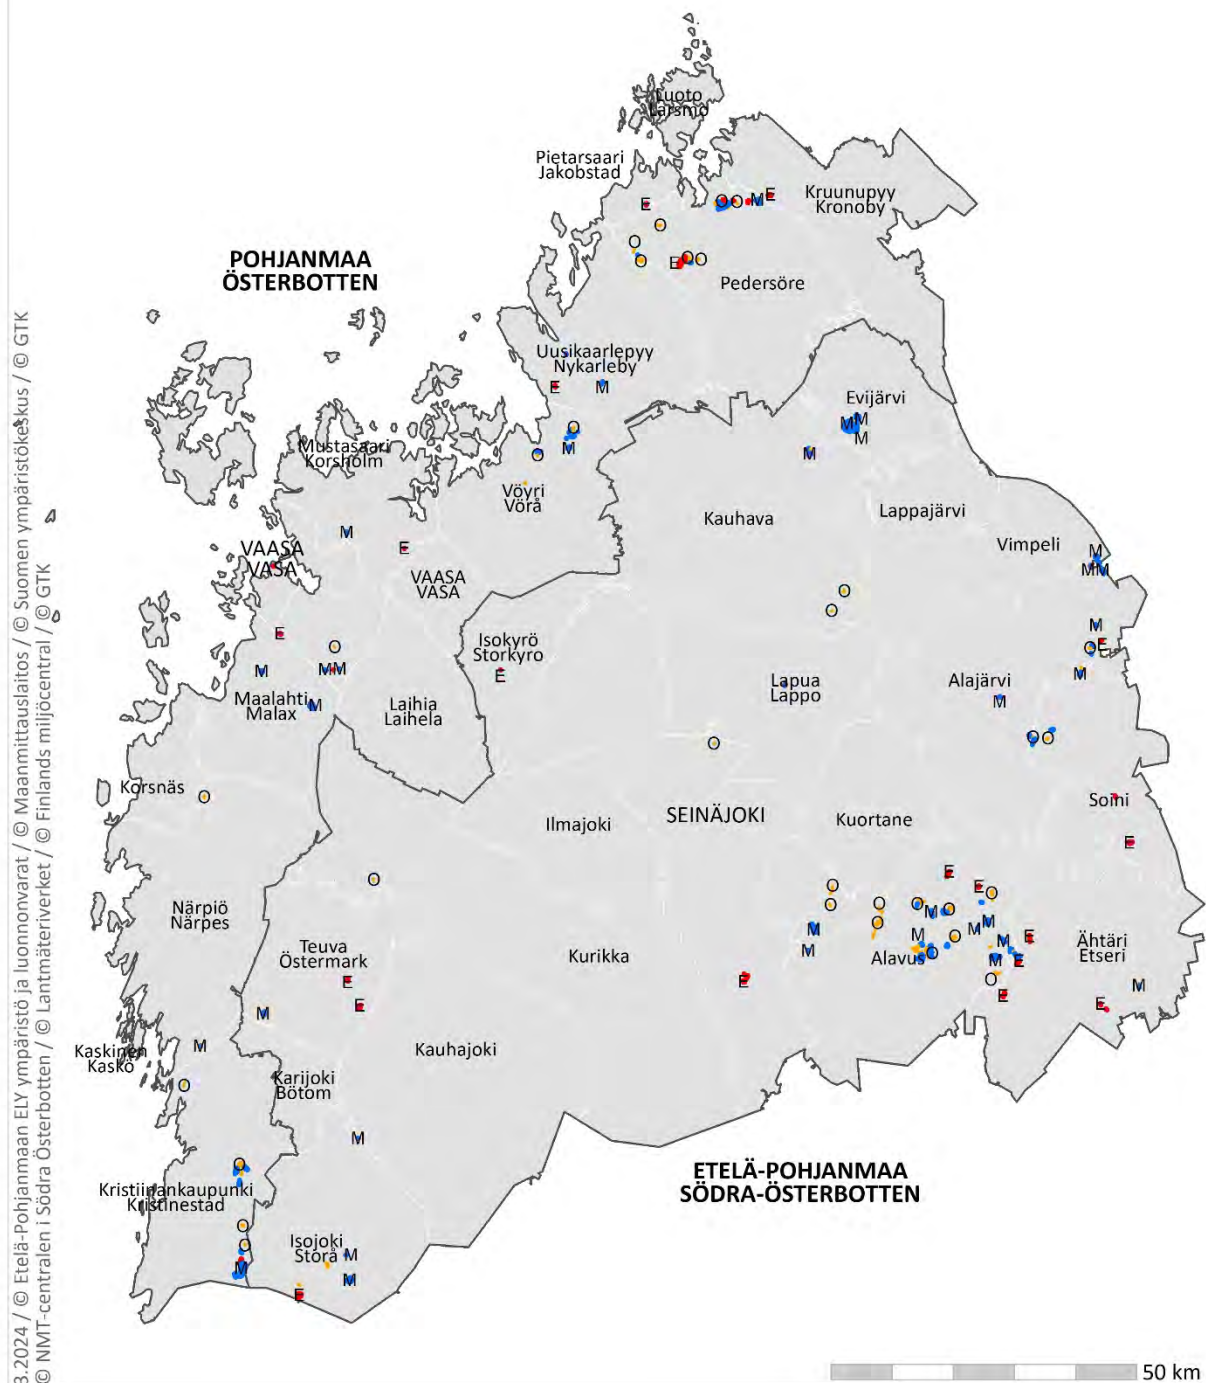 Luoto
Larsmo
Pietarsaari
Jakobstad
E
O
O
M
E
Kruunupyy
Kronoby
O
O
O
E
O
O
Pedersöre
POHJANMAA
ÖSTERBOTTEN
Uusikaarlepyy
Nykarleby
E
M
Evijärvi
M
M
M
M
O
M
O
Mustasaari
Korsholm
Vöyri
Vörå
Kauhava
Lappajärvi
Vimpeli
M
E
VAASA
VASA
VAASA
VASA
M
M
M
O
O
E
O
Isokyrö
Storkyro
E
M
O
E
M
M
M
M
Maalahti
Malax
M
Laihia
Laihela
Lapua
Lappo
Alajärvi
M
O
O
O
Korsnäs
O
Ilmajoki
SEINÄJOKI
Kuortane
Soini
E
O
Närpiö
Närpes
Teuva
Östermark
E
E
Kurikka
O
O
M
M
O
O
O
M
M
Alavus
O
E
O
O
E
O
M
M
M
M
E
E
O
E
E
Ähtäri
Etseri
M
E
M
M
O
Kaskinen
Kaskö
Karijoki
Bötom
Kauhajoki
M
O
Kristiinankaupunki
Kristinestad
O
O
M
Isojoki
Storå
M
M
E
ETELÄ-POHJANMAA
SÖDRA-ÖSTERBOTTEN
50 km
3.2024 / © Etelä-Pohjanmaan ELY ympäristö ja luonnonvarat / © Maanmittauslaitos / © Suomen ympäristökeskus / © GTK
© NMT-centralen i Södra Österbotten / © Lantmäteriverket / © Finlands miljöcentral / © GTK